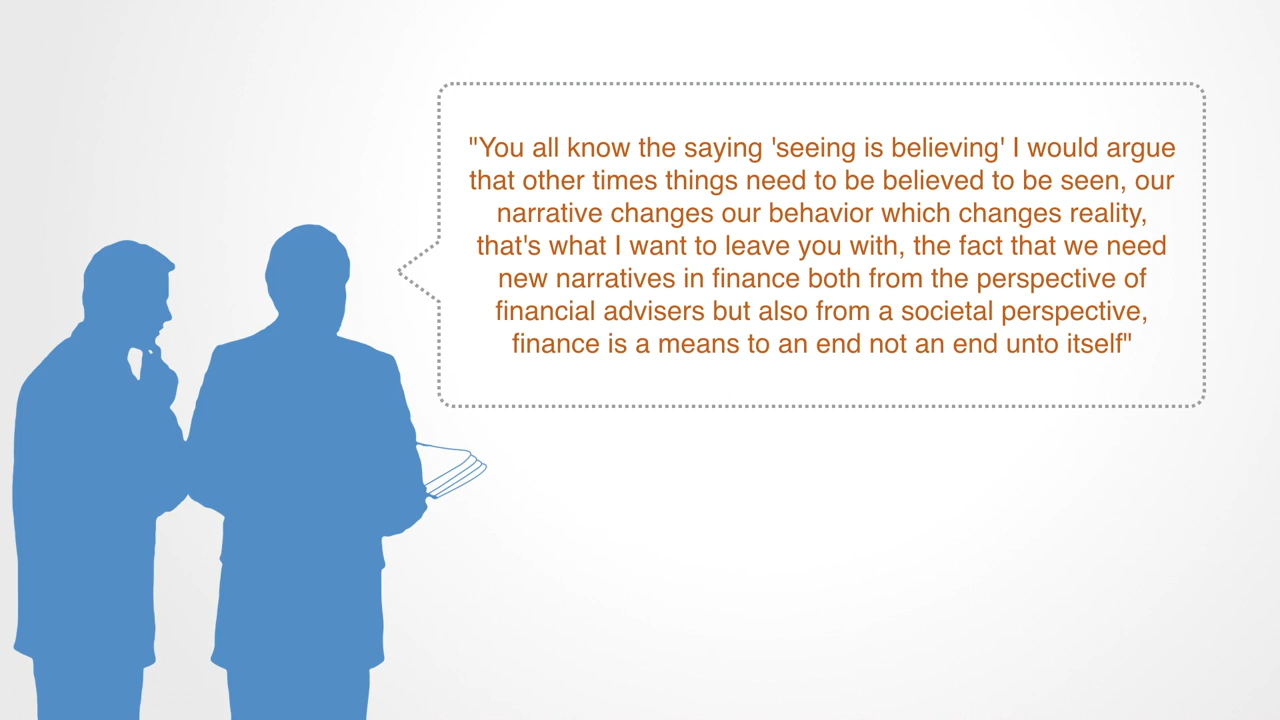 "You all know the saying 'seeing is believing' I would argue
that other times things need to be believed to be seen, our
narrative changes our behavior which changes reality,
that's what I want to leave you with, the fact that we need
new narratives in finance both from the perspective of
financial advisers but also from a societal perspective,
finance is a means to an end not an end unto itself"